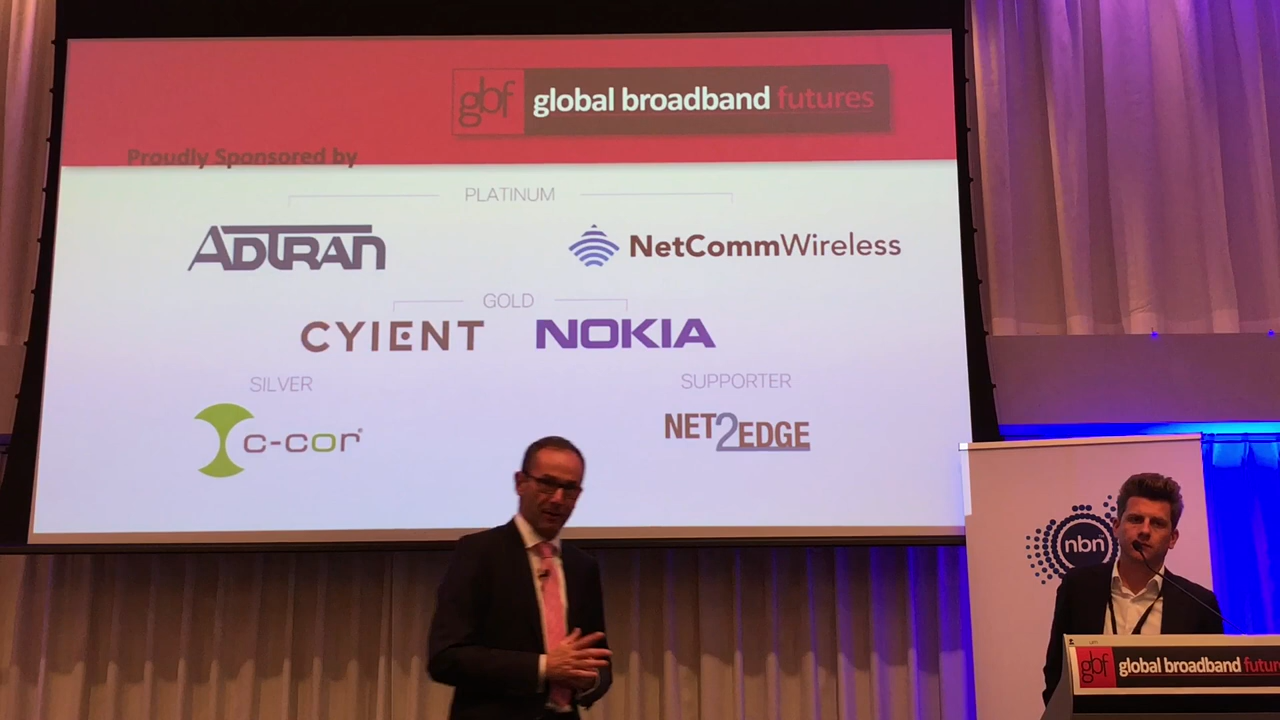 gbf global broadband futures
Proudly Sponsored by
PLATINUM
ADTRAN
NetCommWireless
GOLD
CYIENT
NOKIA
SILVER
SUPPORTER
c-cor®
NET2EDGE
nbn™
gbf global broadband futur